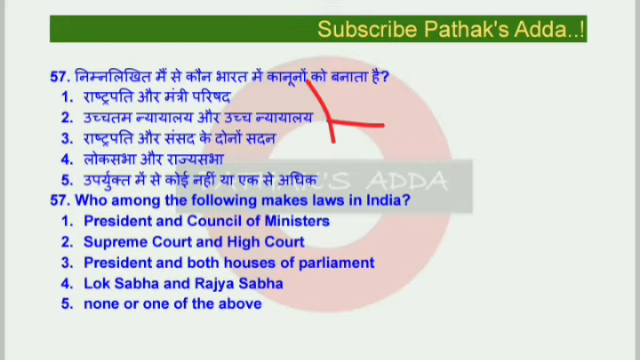 Subscribe Pathak's Adda..!
57. निम्नलिखित मैं से कौन भारत में कानूनों को बनाता है?
1. राष्ट्रपति और मंत्री परिषद
2. उच्चतम न्यायालय और उच्च न्यायालय
3. राष्ट्रपति और संसद के दोनों सदन
4. लोकसभा और राज्यसभा
5. उपर्युक्त में से कोई नहीं या एक से अधिक
PATHAK'S ADDA
57. Who among the following makes laws in India?
1. President and Council of Ministers
2. Supreme Court and High Court
3. President and both houses of parliament
4. Lok Sabha and Rajya Sabha
5. none or one of the above